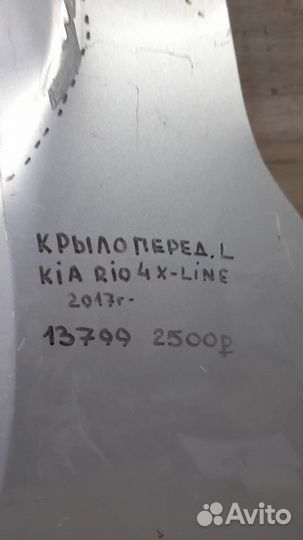 КРЫЛО ПЕРЕД. L
KiA RiO 4 X-LiNE
2017г-
13799 2500₽
Avito